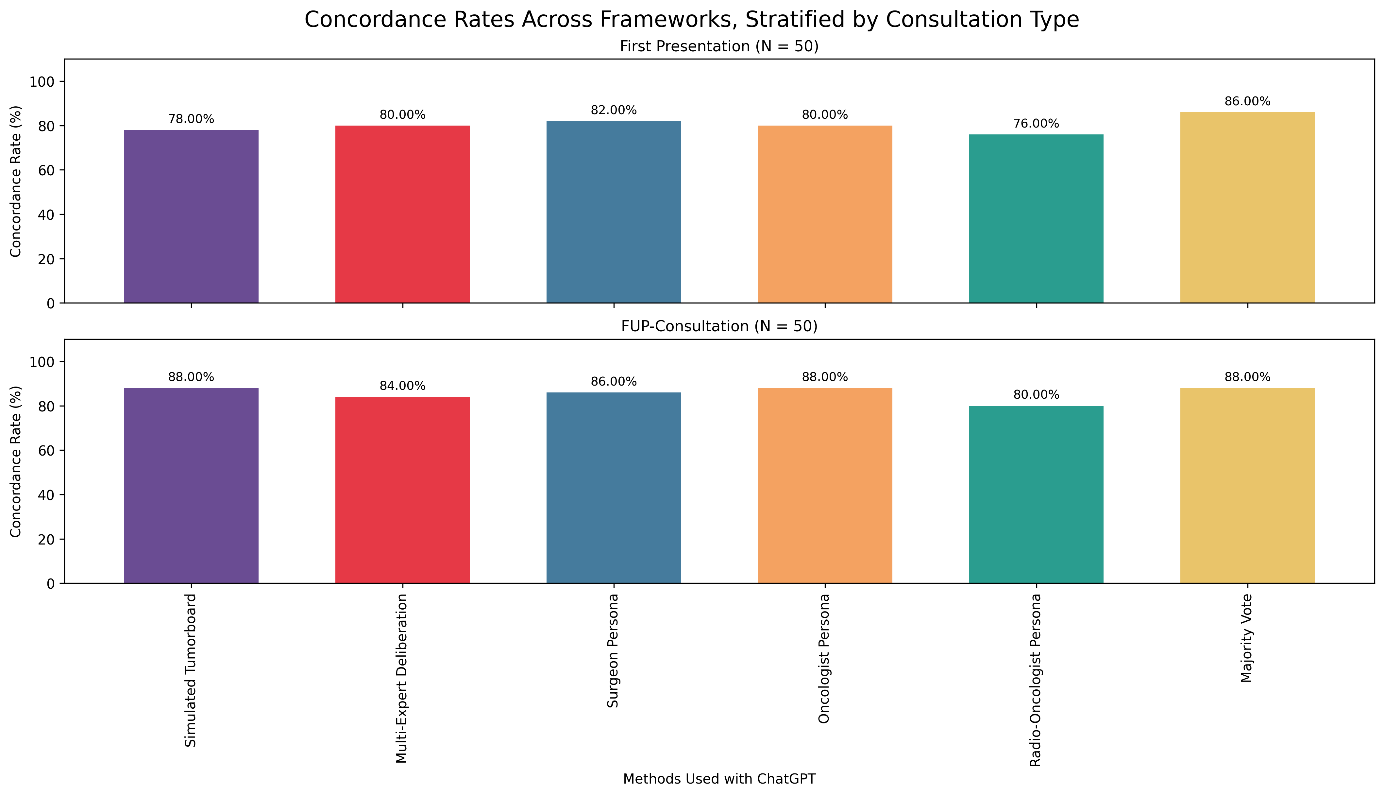 Concordance Rates Across Frameworks, Stratified by Consultation Type
First Presentation (N = 50)
Concordance Rate (%)
100
80
60
40
20
0
78.00%
80.00%
82.00%
80.00%
76.00%
86.00%
FUP-Consultation (N = 50)
Concordance Rate (%)
100
80
60
40
20
0
88.00%
84.00%
86.00%
88.00%
80.00%
88.00%
Simulated Tumorboard
Multi-Expert Deliberation
Surgeon Persona
Oncologist Persona
Radio-Oncologist Persona
Majority Vote
Methods Used with ChatGPT